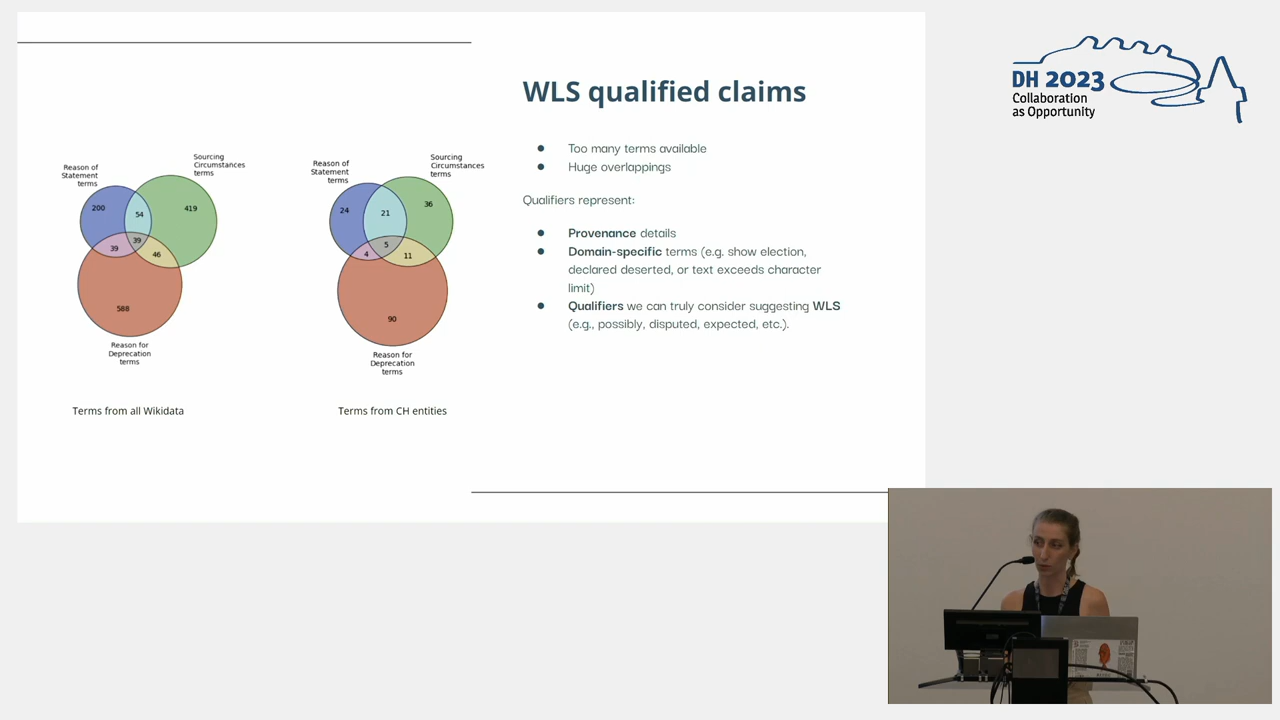 WLS qualified claims
● Too many terms available
● Huge overlappings
Qualifiers represent:
● Provenance details
● Domain-specific terms (e.g. show election,
declared deserted, or text exceeds character
limit)
● Qualifiers we can truly consider suggesting WLS
(e.g., possibly, disputed, expected, etc.).
Reason of
Statement
terms
Sourcing
Circumstances
terms
200
54
419
39
39
46
588
Reason for
Deprecation
terms
Terms from all Wikidata
Reason of
Statement
terms
Sourcing
Circumstances
terms
24
21
36
5
4
11
90
Reason for
Deprecation
terms
Terms from CH entities
DH 2023
Collaboration
as Opportunity